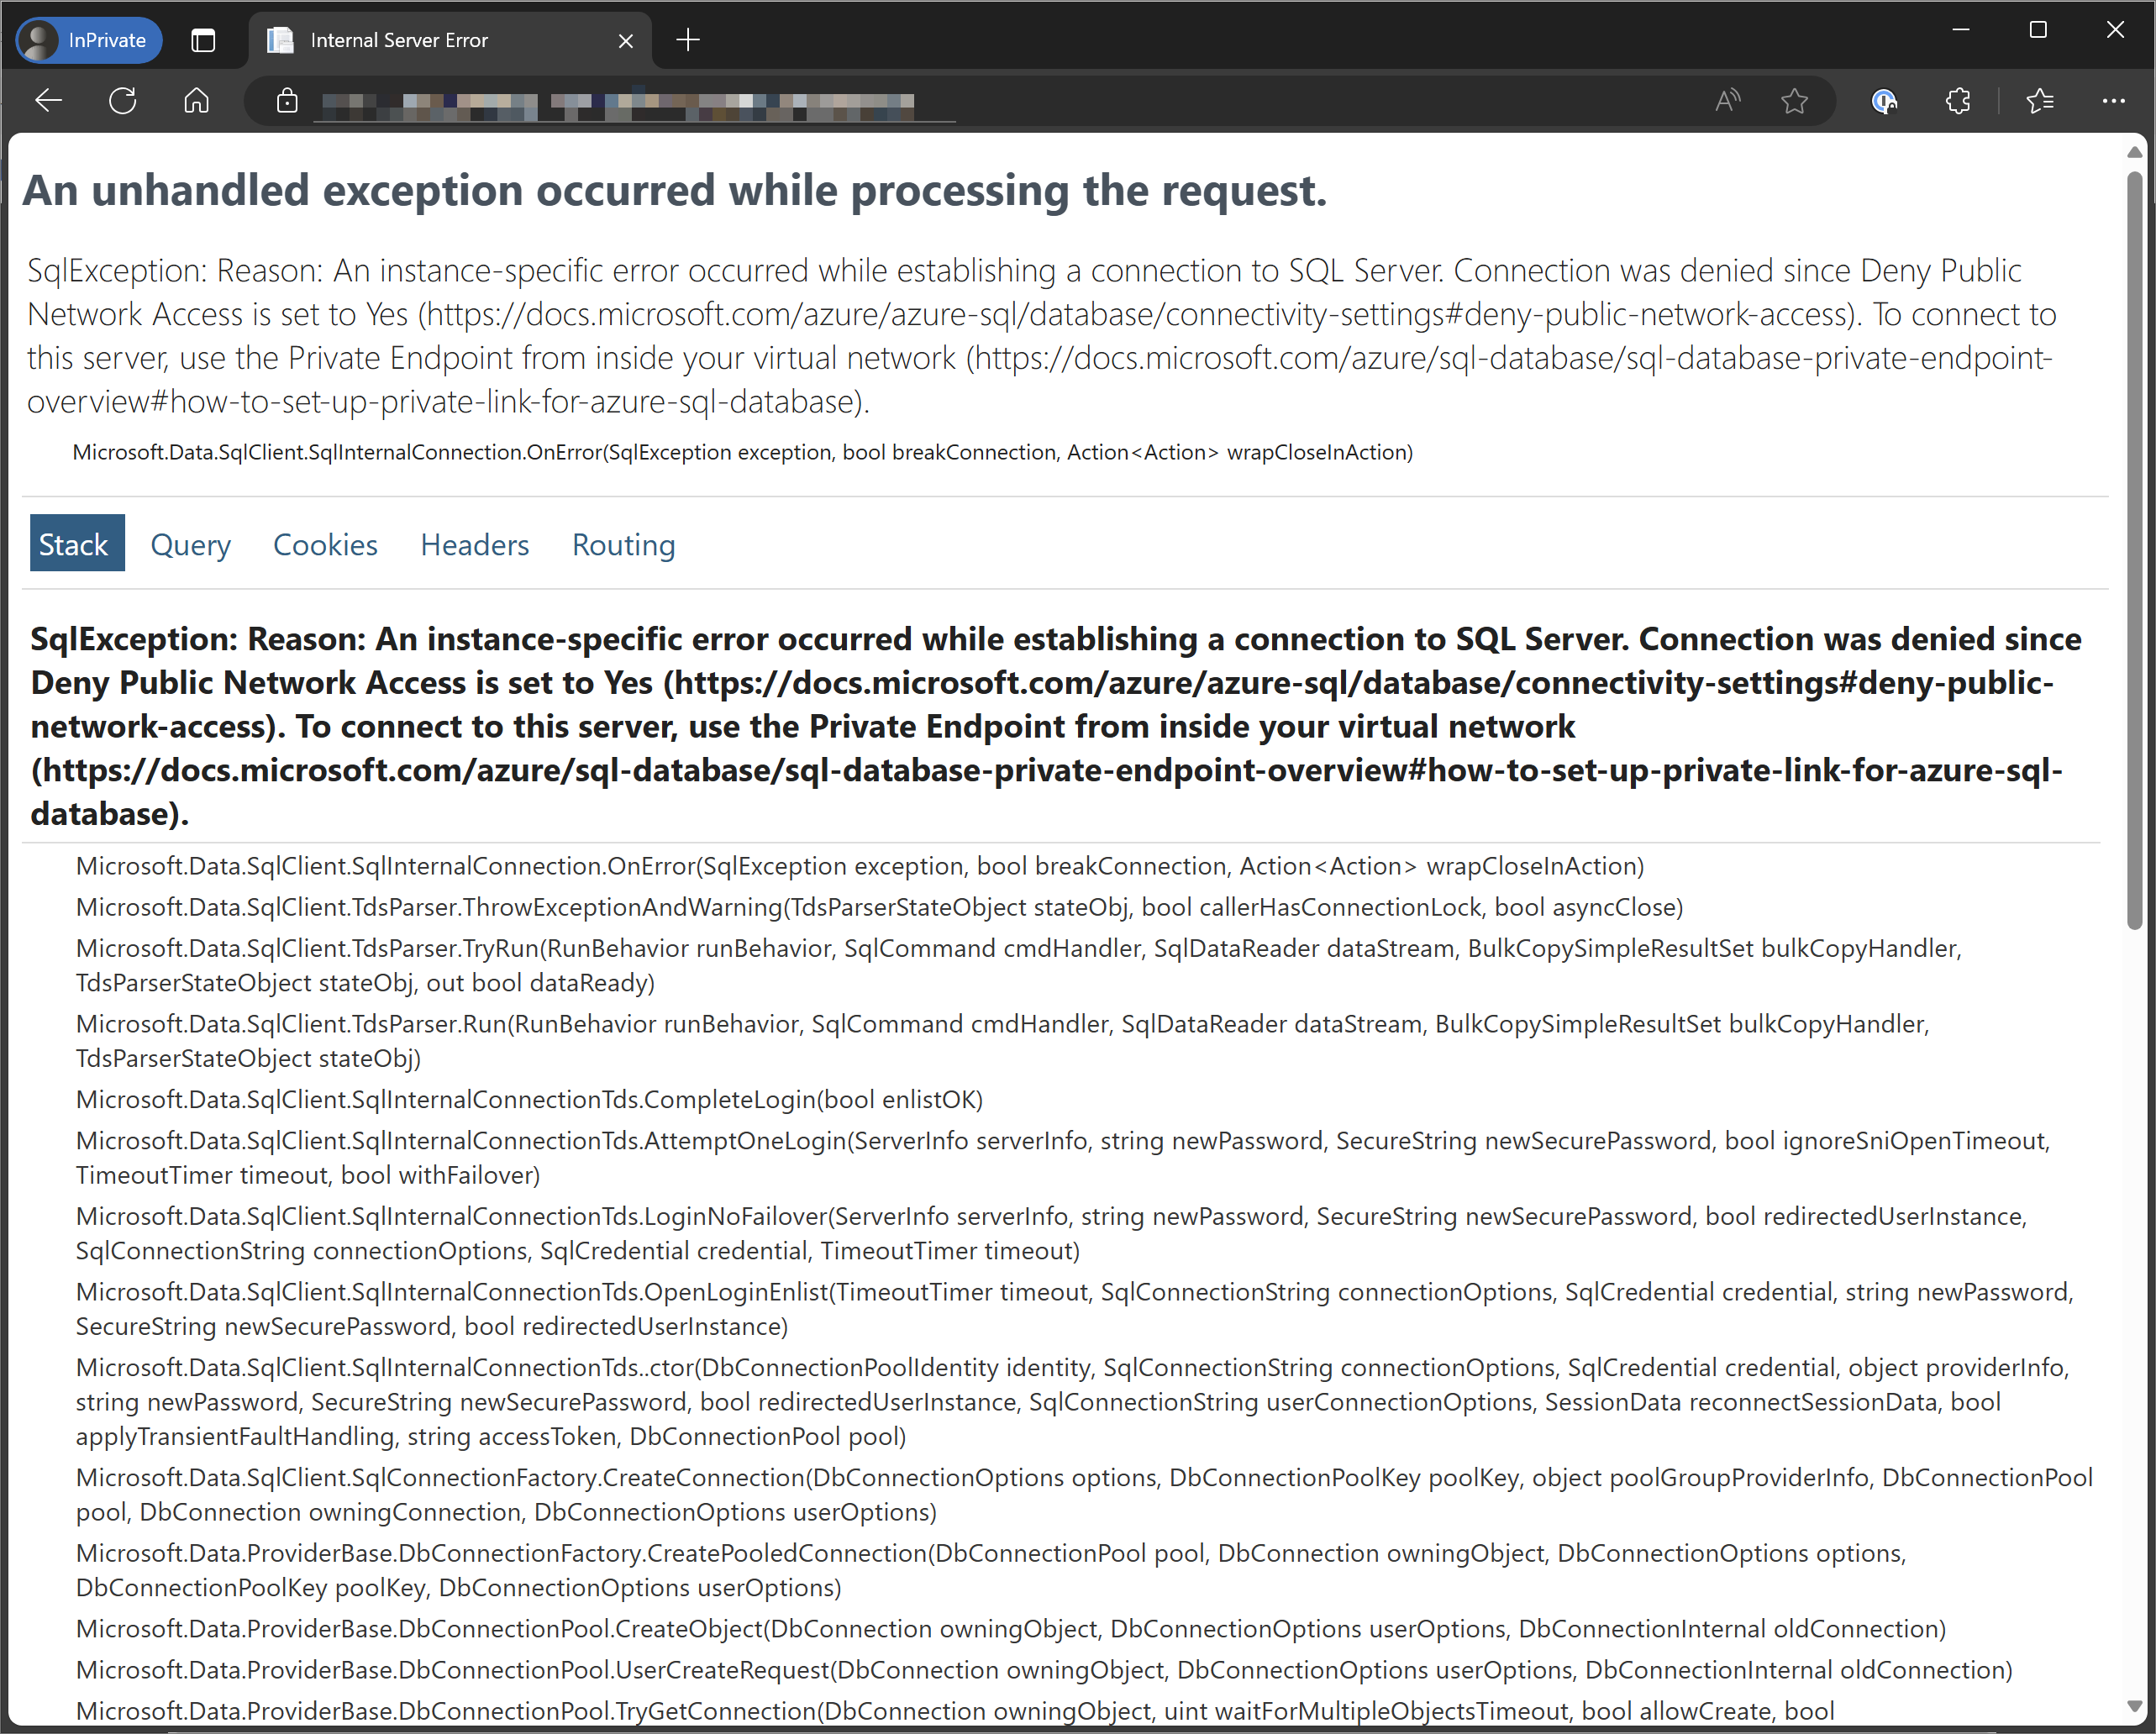 InPrivate
Internal Server Error
An unhandled exception occurred while processing the request.
SqlException: Reason: An instance-specific error occurred while establishing a connection to SQL Server. Connection was denied since Deny Public
Network Access is set to Yes (https://docs.microsoft.com/azure/azure-sql/database/connectivity-settings#deny-public-network-access). To connect to
this server, use the Private Endpoint from inside your virtual network (https://docs.microsoft.com/azure/sql-database/sql-database-private-endpoint-
overview#how-to-set-up-private-link-for-azure-sql-database).
Microsoft.Data.SqlClient.SqlInternalConnection.OnError(SqlException exception, bool breakConnection, Action<Action> wrapCloseInAction)
Stack Query Cookies Headers Routing
SqlException: Reason: An instance-specific error occurred while establishing a connection to SQL Server. Connection was denied since
Deny Public Network Access is set to Yes (https://docs.microsoft.com/azure/azure-sql/database/connectivity-settings#deny-public-
network-access). To connect to this server, use the Private Endpoint from inside your virtual network
(https://docs.microsoft.com/azure/sql-database/sql-database-private-endpoint-overview#how-to-set-up-private-link-for-azure-sql-
database).
Microsoft.Data.SqlClient.SqlInternalConnection.OnError(SqlException exception, bool breakConnection, Action<Action> wrapCloseInAction)
Microsoft.Data.SqlClient.TdsParser.ThrowExceptionAndWarning(TdsParserStateObject stateObj, bool callerHasConnectionLock, bool asyncClose)
Microsoft.Data.SqlClient.TdsParser.TryRun(RunBehavior runBehavior, SqlCommand cmdHandler, SqlDataReader dataStream, BulkCopySimpleResultSet bulkCopyHandler,
TdsParserStateObject stateObj, out bool dataReady)
Microsoft.Data.SqlClient.TdsParser.Run(RunBehavior runBehavior, SqlCommand cmdHandler, SqlDataReader dataStream, BulkCopySimpleResultSet bulkCopyHandler,
TdsParserStateObject stateObj)
Microsoft.Data.SqlClient.SqlInternalConnectionTds.CompleteLogin(bool enlistOK)
Microsoft.Data.SqlClient.SqlInternalConnectionTds.AttemptOneLogin(ServerInfo serverInfo, string newPassword, SecureString newSecurePassword, bool ignoreSniOpenTimeout,
TimeoutTimer timeout, bool withFailover)
Microsoft.Data.SqlClient.SqlInternalConnectionTds.LoginNoFailover(ServerInfo serverInfo, string newPassword, SecureString newSecurePassword, bool redirectedUserInstance,
SqlConnectionString connectionOptions, SqlCredential credential, TimeoutTimer timeout)
Microsoft.Data.SqlClient.SqlInternalConnectionTds.OpenLoginEnlist(TimeoutTimer timeout, SqlConnectionString connectionOptions, SqlCredential credential, string newPassword,
SecureString newSecurePassword, bool redirectedUserInstance)
Microsoft.Data.SqlClient.SqlInternalConnectionTds..ctor(DbConnectionPoolIdentity identity, SqlConnectionString connectionOptions, SqlCredential credential, object providerInfo,
string newPassword, SecureString newSecurePassword, bool redirectedUserInstance, SqlConnectionString userConnectionOptions, SessionData reconnectSessionData, bool
applyTransientFaultHandling, string accessToken, DbConnectionPool pool)
Microsoft.Data.SqlClient.SqlConnectionFactory.CreateConnection(DbConnectionOptions options, DbConnectionPoolKey poolKey, object poolGroupProviderInfo, DbConnectionPool
pool, DbConnection owningConnection, DbConnectionOptions userOptions)
Microsoft.Data.ProviderBase.DbConnectionFactory.CreatePooledConnection(DbConnectionPool pool, DbConnection owningObject, DbConnectionOptions options,
DbConnectionPoolKey poolKey, DbConnectionOptions userOptions)
Microsoft.Data.ProviderBase.DbConnectionPool.CreateObject(DbConnection owningObject, DbConnectionOptions userOptions, DbConnectionInternal oldConnection)
Microsoft.Data.ProviderBase.DbConnectionPool.UserCreateRequest(DbConnection owningObject, DbConnectionOptions userOptions, DbConnectionInternal oldConnection)
Microsoft.Data.ProviderBase.DbConnectionPool.TryGetConnection(DbConnection owningObject, uint waitForMultipleObjectsTimeout, bool allowCreate, bool